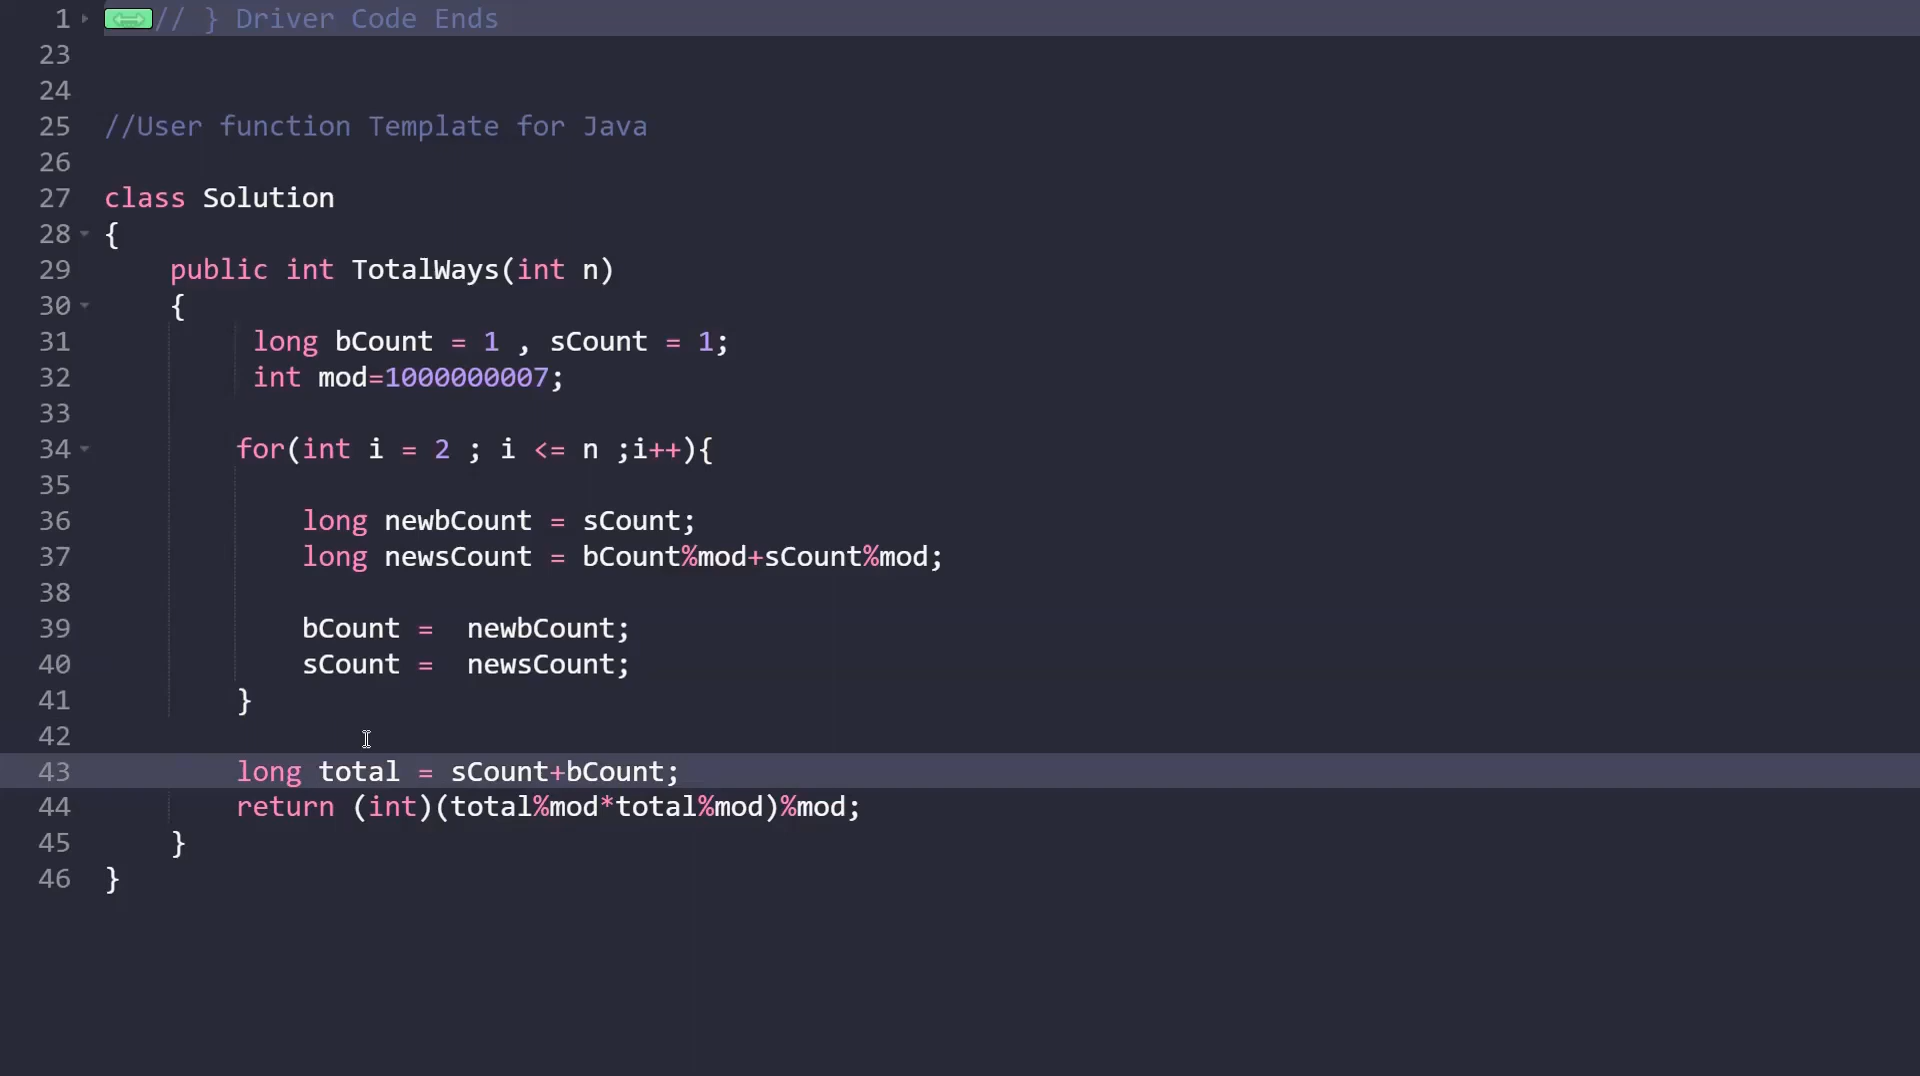 1 // } Driver Code Ends
23
24
25 //User function Template for Java
26
27 class Solution
28 {
29 public int TotalWays(int n)
30 {
31 long bCount = 1 , sCount = 1;
32 int mod=1000000007;
33
34 for(int i = 2 ; i <= n ;i++){
35
36 long newbCount = sCount;
37 long newsCount = bCount%mod+sCount%mod;
38
39 bCount =  newbCount;
40 sCount =  newsCount;
41 }
42
43 long total = sCount+bCount;
44 return (int)(total%mod*total%mod)%mod;
45 }
46 }